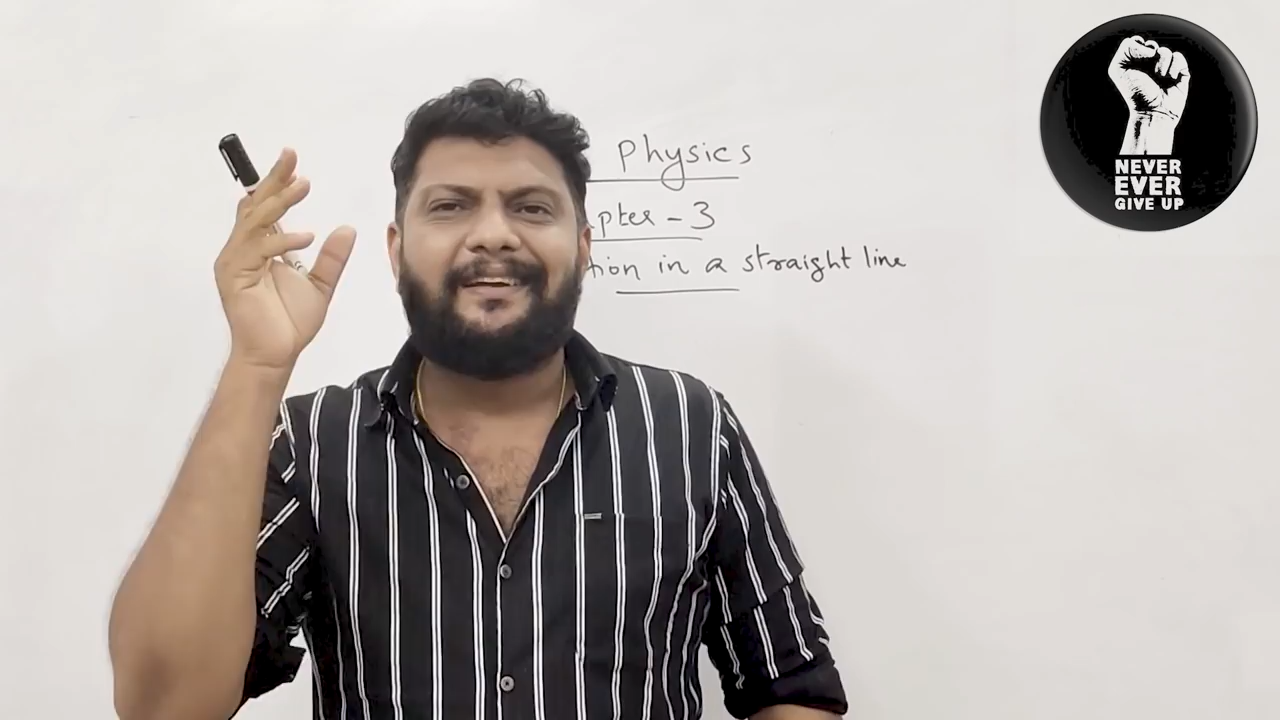 Physics
pter - 3
tion in a straight line
NEVER
EVER
GIVE UP